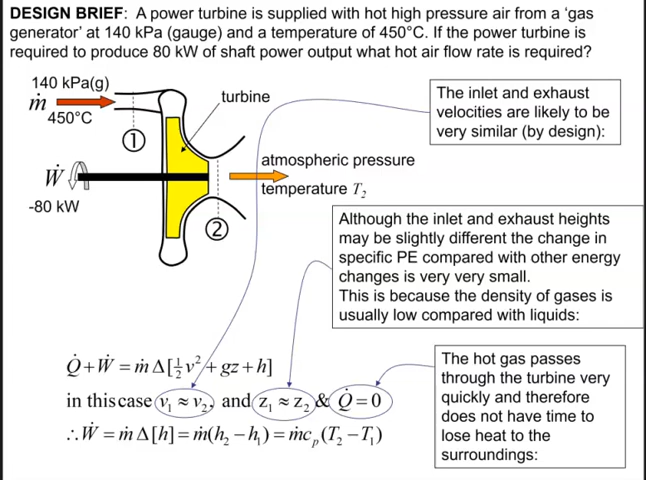 DESIGN BRIEF: A power turbine is supplied with hot high pressure air from a ‘gas
generator’ at 140 kPa (gauge) and a temperature of 450°C. If the power turbine is
required to produce 80 kW of shaft power output what hot air flow rate is required?
140 kPa(g)
ṁ
450°C
turbine
①
The inlet and exhaust
velocities are likely to be
very similar (by design):
Ẇ
-80 kW
atmospheric pressure
temperature T₂
②
Although the inlet and exhaust heights
may be slightly different the change in
specific PE compared with other energy
changes is very very small.
This is because the density of gases is
usually low compared with liquids:
Q̇ + Ẇ = ṁ Δ[½v² + gz + h]
in this case v₁ ≈ v₂, and z₁ ≈ z₂ & Q̇ = 0
∴ Ẇ = ṁ Δ[h] = ṁ(h₂ − h₁) = ṁcₚ(T₂ − T₁)
The hot gas passes
through the turbine very
quickly and therefore
does not have time to
lose heat to the
surroundings: